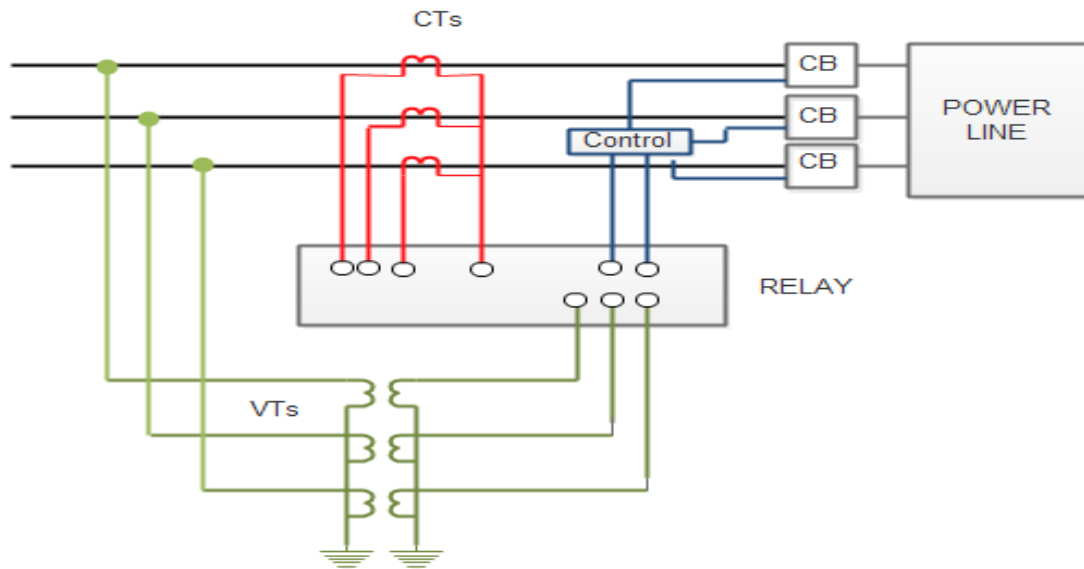 CTs
CB
POWER
LINE
CB
Control
CB
RELAY
VTs